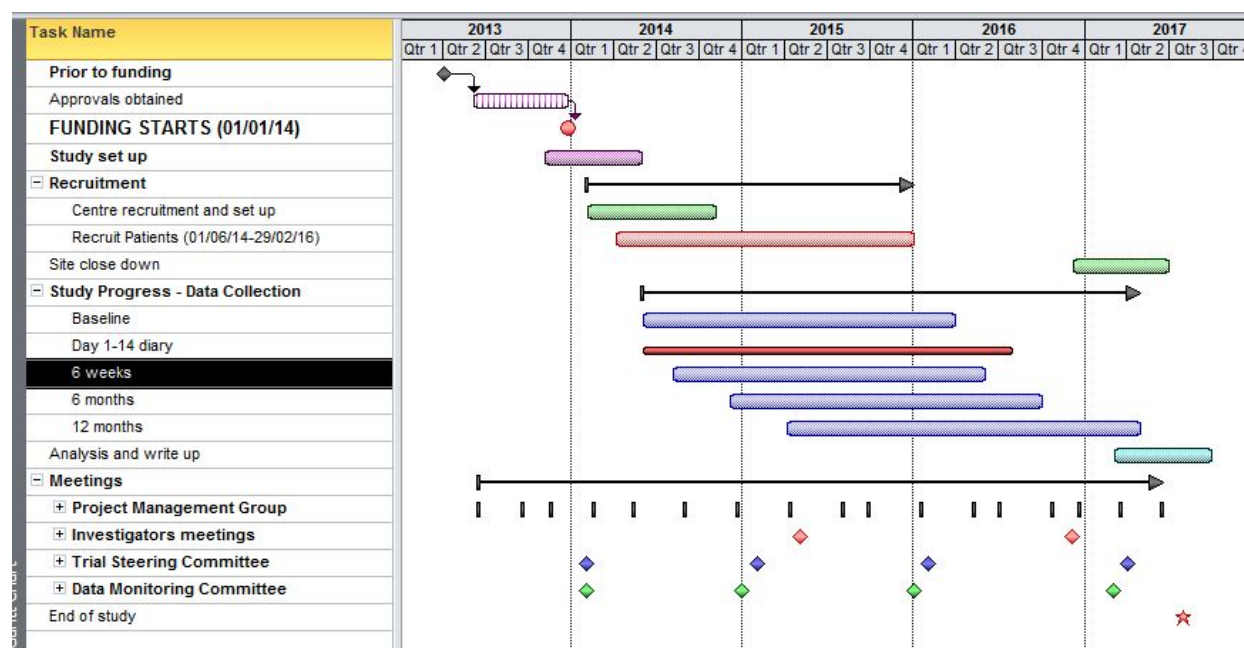 Task Name
2013 2014 2015 2016 2017
Qtr 1 Qtr 2 Qtr 3 Qtr 4 Qtr 1 Qtr 2 Qtr 3 Qtr 4 Qtr 1 Qtr 2 Qtr 3 Qtr 4 Qtr 1 Qtr 2 Qtr 3 Qtr 4 Qtr 1 Qtr 2 Qtr 3 Qtr
Prior to funding
Approvals obtained
FUNDING STARTS (01/01/14)
Study set up
Recruitment
Centre recruitment and set up
Recruit Patients (01/06/14-29/02/16)
Site close down
Study Progress - Data Collection
Baseline
Day 1-14 diary
6 weeks
6 months
12 months
Analysis and write up
Meetings
Project Management Group
Investigators meetings
Trial Steering Committee
Data Monitoring Committee
End of study